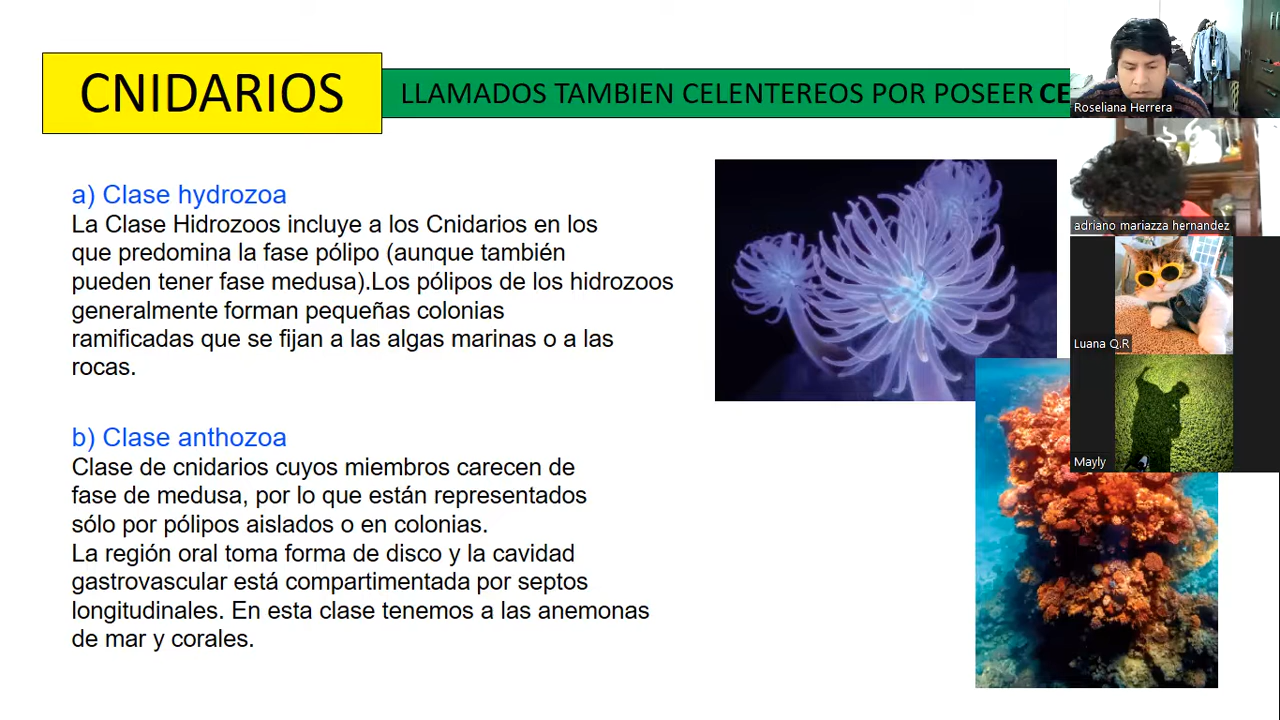 CNIDARIOS
LLAMADOS TAMBIEN CELENTEREOS POR POSEER CE
a) Clase hydrozoa
La Clase Hidrozoos incluye a los Cnidarios en los
que predomina la fase pólipo (aunque también
pueden tener fase medusa).Los pólipos de los hidrozoos
generalmente forman pequeñas colonias
ramificadas que se fijan a las algas marinas o a las
rocas.
b) Clase anthozoa
Clase de cnidarios cuyos miembros carecen de
fase de medusa, por lo que están representados
sólo por pólipos aislados o en colonias.
La región oral toma forma de disco y la cavidad
gastrovascular está compartimentada por septos
longitudinales. En esta clase tenemos a las anemonas
de mar y corales.
Roseliana Herrera
adriano mariazza hernandez
Luana Q.R
Mayly